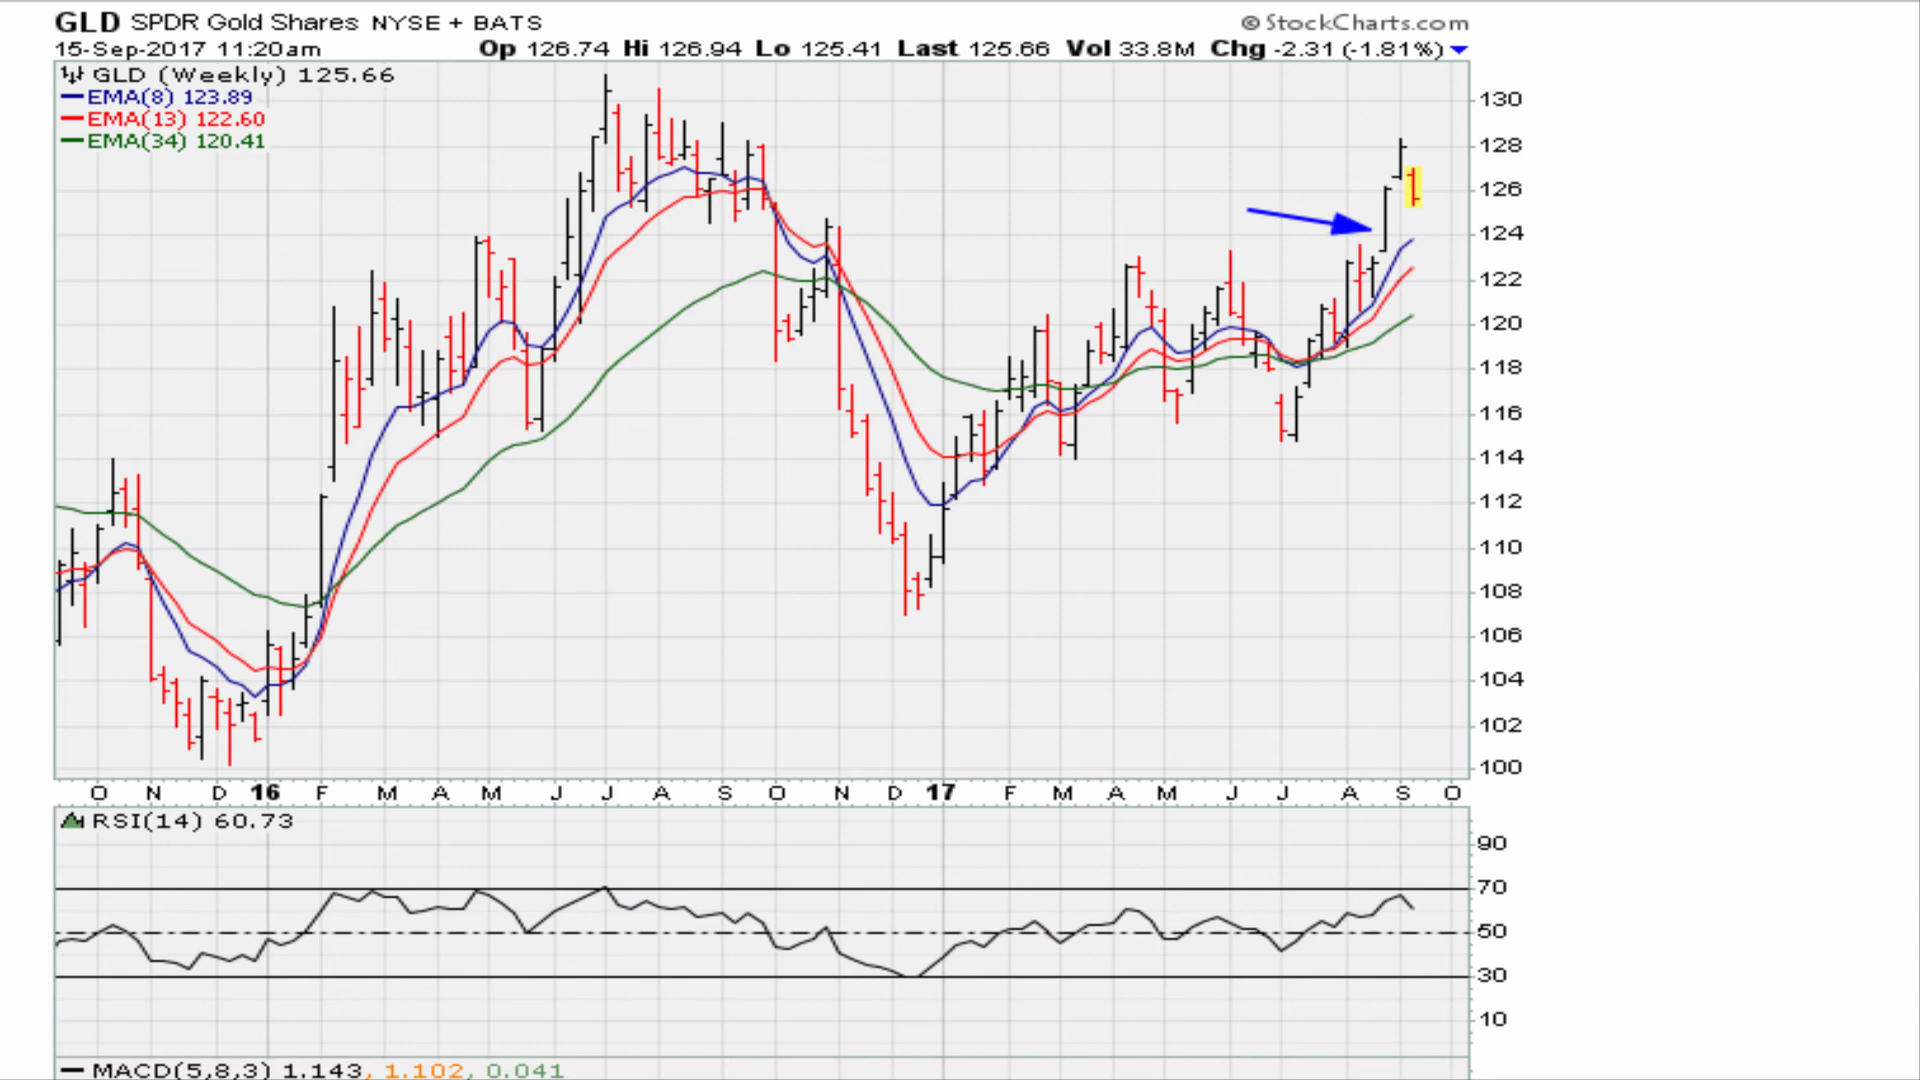 GLD SPDR Gold Shares NYSE + BATS
© StockCharts.com
15-Sep-2017 11:20am
Op 126.74 Hi 126.94 Lo 125.41 Last 125.66 Vol 33.8M Chg -2.31 (-1.81%)
GLD (Weekly) 125.66
EMA(8) 123.89
EMA(13) 122.60
EMA(34) 120.41
130
128
126
124
122
120
118
116
114
112
110
108
106
104
102
100
O N D 16 F M A M J J A S O N D 17 F M A M J J A S O
RSI(14) 60.73
90
70
50
30
10
MACD(5,8,3) 1.143, 1.102, 0.041